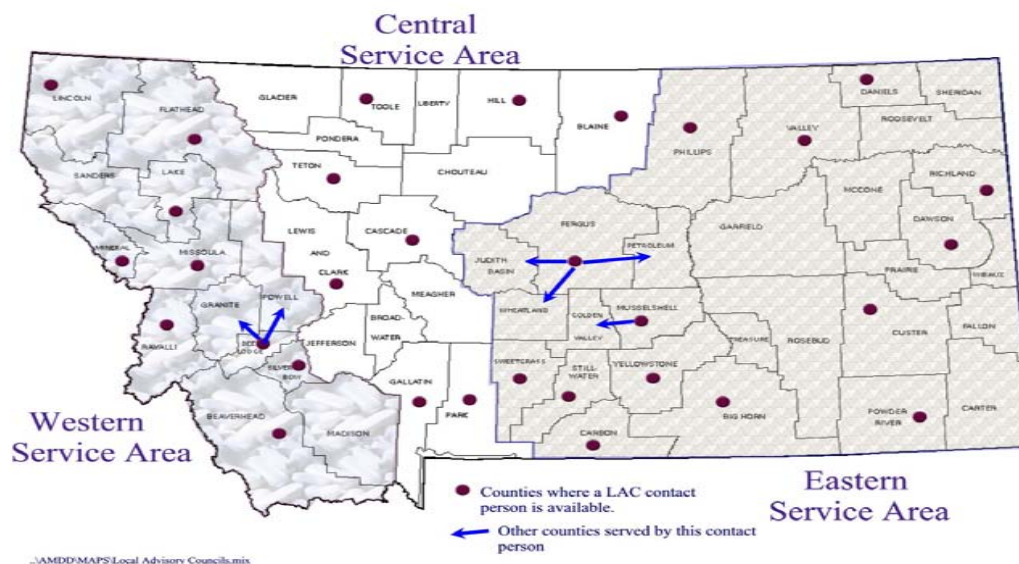 Central
Service Area
LINCOLN
FLATHEAD
GLACIER
TOOLE
LIBERTY
HILL
BLAINE
PHILLIPS
VALLEY
DANIELS
SHERIDAN
ROOSEVELT
PONDERA
TETON
CHOUTEAU
SANDERS
LAKE
RICHLAND
MCCONE
DAWSON
LEWIS
AND
CLARK
CASCADE
FERGUS
PETROLEUM
GARFIELD
JUDITH
BASIN
MINERAL
MISSOULA
PRAIRIE
WIBAUX
GRANITE
POWELL
MEAGHER
WHEATLAND
GOLDEN
VALLEY
MUSSELSHELL
RAVALLI
DEER
LODGE
JEFFERSON
BROAD-
WATER
TREASURE
ROSEBUD
CUSTER
FALLON
SILVER
BOW
GALLATIN
PARK
SWEETGRASS
STILL-
WATER
YELLOWSTONE
BEAVERHEAD
MADISON
CARBON
BIG HORN
POWDER
RIVER
CARTER
Western
Service Area
Eastern
Service Area
Counties where a LAC contact
person is available.
Other counties served by this contact
person
..\AMDD\MAPS\Local Advisory Councils.mix